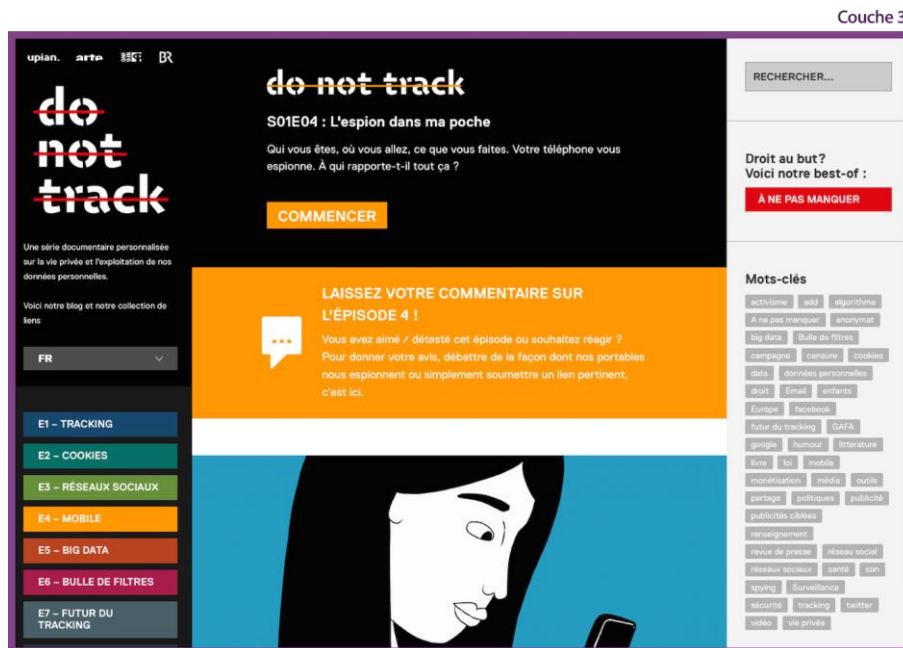 Couche 3
upian. arte BR
do
not
track
Une série documentaire personnalisée
sur la vie privée et l'exploitation de nos
données personnelles.
Voici notre blog et notre collection de
liens
FR
E1 – TRACKING
E2 – COOKIES
E3 – RÉSEAUX SOCIAUX
E4 – MOBILE
E5 – BIG DATA
E6 – BULLE DE FILTRES
E7 – FUTUR DU
TRACKING
do not track
S01E04 : L'espion dans ma poche
Qui vous êtes, où vous allez, ce que vous faites. Votre téléphone vous
espionne. À qui rapporte-t-il tout ça ?
COMMENCER
LAISSEZ VOTRE COMMENTAIRE SUR
L'ÉPISODE 4 !
Vous avez aimé / détesté cet épisode ou souhaitez réagir ?
Pour donner votre avis, débattre de la façon dont nos portables
nous espionnent ou simplement soumettre un lien pertinent,
c'est ici.
RECHERCHER...
Droit au but?
Voici notre best-of :
À NE PAS MANQUER
Mots-clés
activisme add algorithme
A ne pas manquer anonymat
big data Bulle de filtres
campagne censure cookies
data données personnelles
droit Email enfants
Europe facebook
futur du tracking GAFA
google humour litterature
livre loi mobile
monétisation média outils
partage politiques publicité
publicités ciblées
renseignement
revue de presse réseau social
réseaux sociaux santé son
spying Surveillance
sécurité tracking twitter
vidéo vie privée